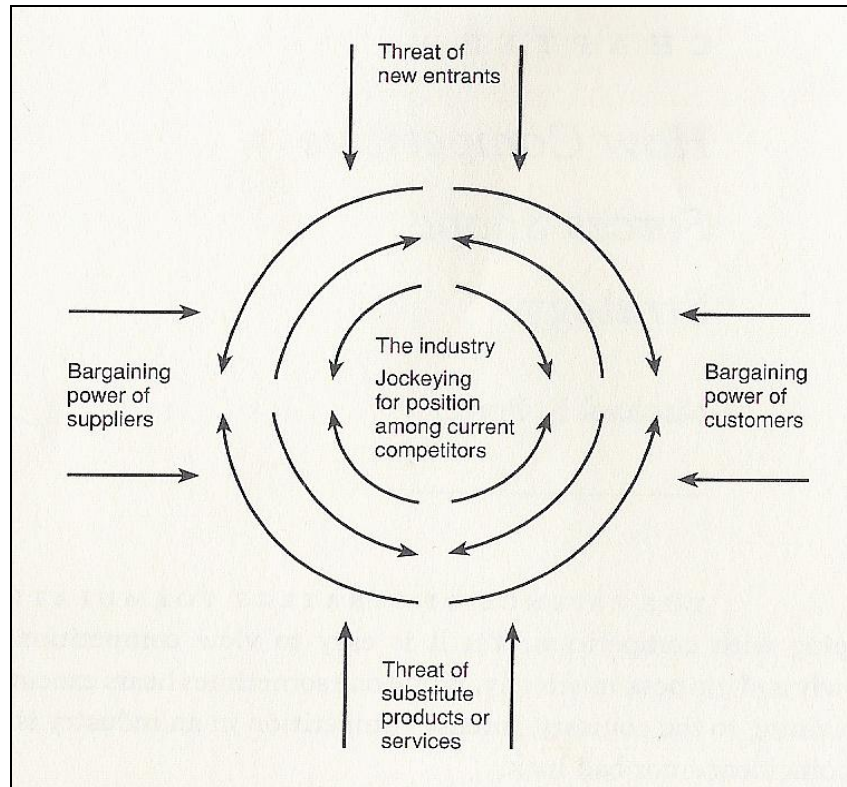 Threat of
new entrants
Bargaining
power of
suppliers
The industry
Jockeying
for position
among current
competitors
Bargaining
power of
customers
Threat of
substitute
products or
services